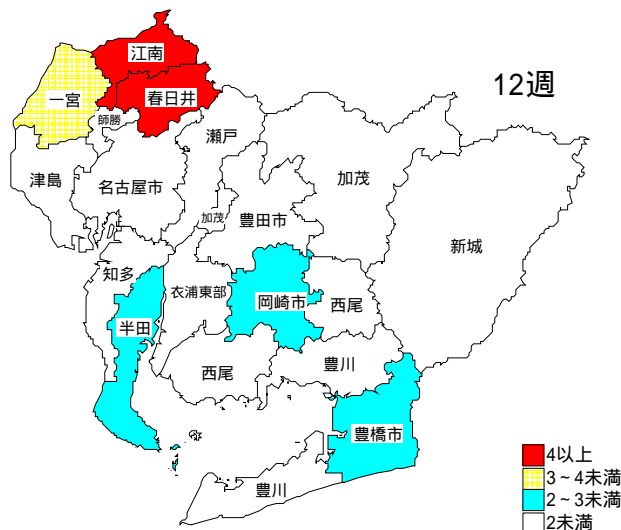 12週
江南
春日井
一宮
師勝
瀬戸
加茂
津島
名古屋市
加茂
豊田市
新城
知多
衣浦東部
岡崎市
西尾
半田
西尾
豊川
豊橋市
豊川
4以上
3~4未満
2~3未満
2未満